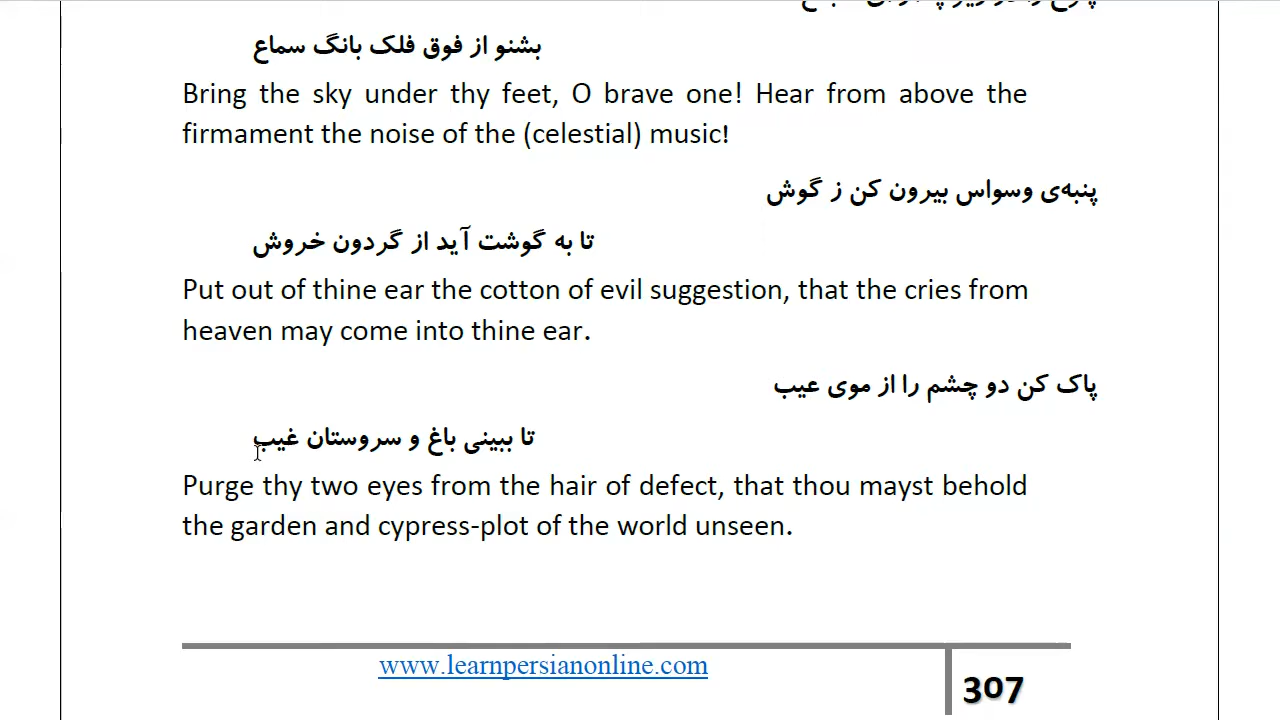 بشنو از فوق فلک بانگ سماع
Bring the sky under thy feet, O brave one! Hear from above the
firmament the noise of the (celestial) music!
پنبه‌ی وسواس بیرون کن ز گوش
تا به گوشت آید از گردون خروش
Put out of thine ear the cotton of evil suggestion, that the cries from
heaven may come into thine ear.
پاک کن دو چشم را از موی عیب
تا ببینی باغ و سروستان غیب
Purge thy two eyes from the hair of defect, that thou mayst behold
the garden and cypress-plot of the world unseen.
www.learnpersianonline.com
307